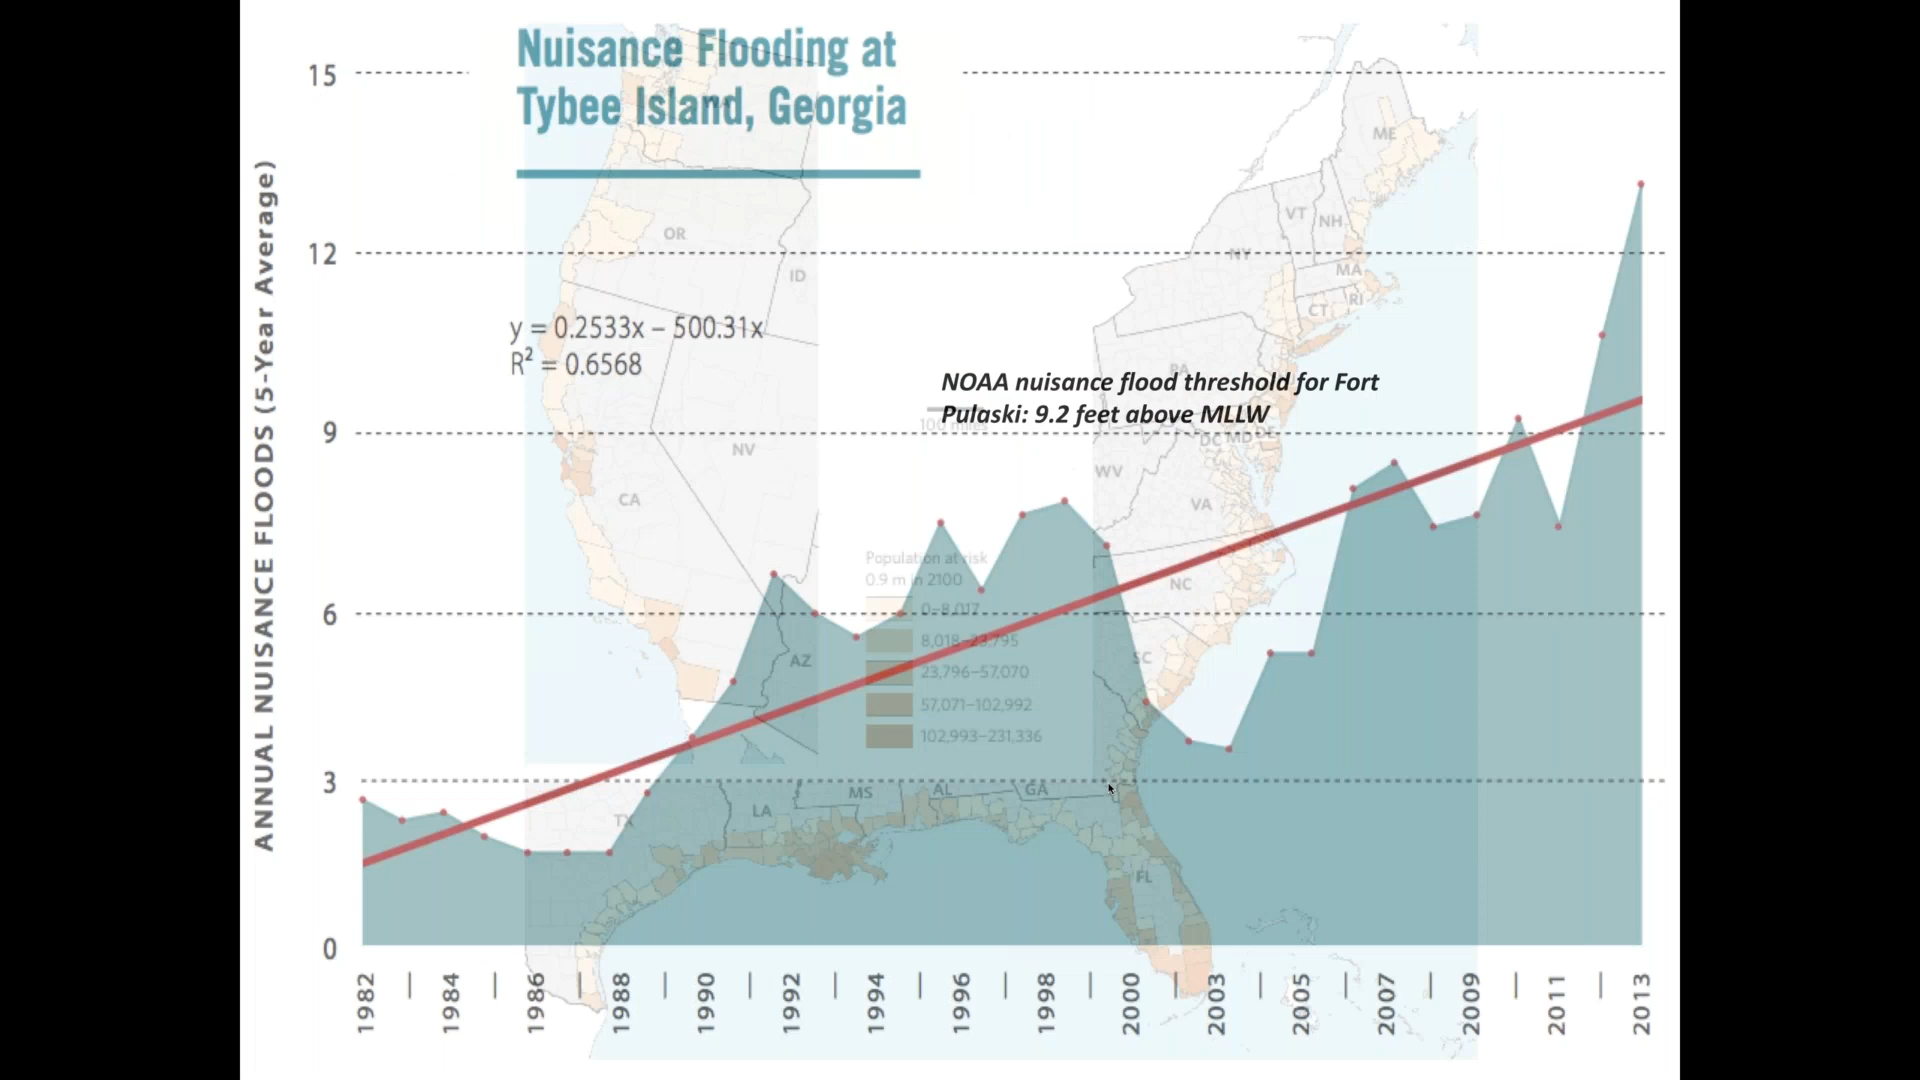 Nuisance Flooding at
Tybee Island, Georgia
ANNUAL NUISANCE FLOODS (5-Year Average)
15
12
9
6
3
0
y = 0.2533x – 500.31x
R² = 0.6568
NOAA nuisance flood threshold for Fort
Pulaski: 9.2 feet above MLLW
100 miles
Population at risk
0.9 m in 2100
0–8,017
8,018–23,795
23,796–57,070
57,071–102,992
102,993–231,336
WA
OR
ID
NV
CA
AZ
TX
LA
MS
AL
GA
FL
SC
NC
VA
WV
DC
MD
DE
PA
NY
CT
RI
MA
VT
NH
ME
1982
1984
1986
1988
1990
1992
1994
1996
1998
2000
2003
2005
2007
2009
2011
2013